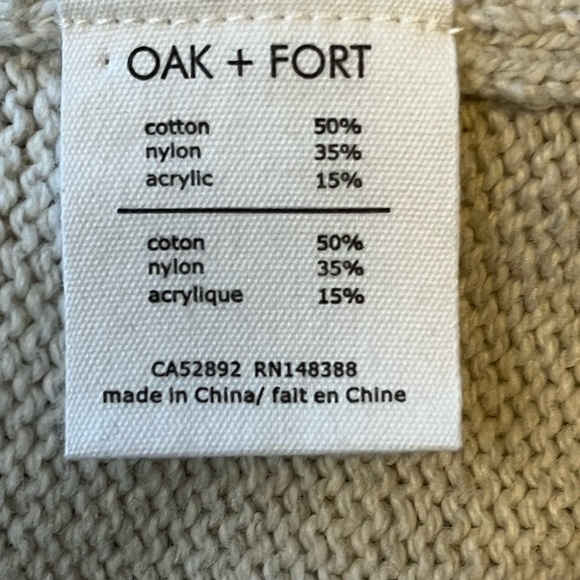 OAK + FORT
cotton 50%
nylon 35%
acrylic 15%
coton 50%
nylon 35%
acrylique 15%
CA52892 RN148388
made in China/ fait en Chine